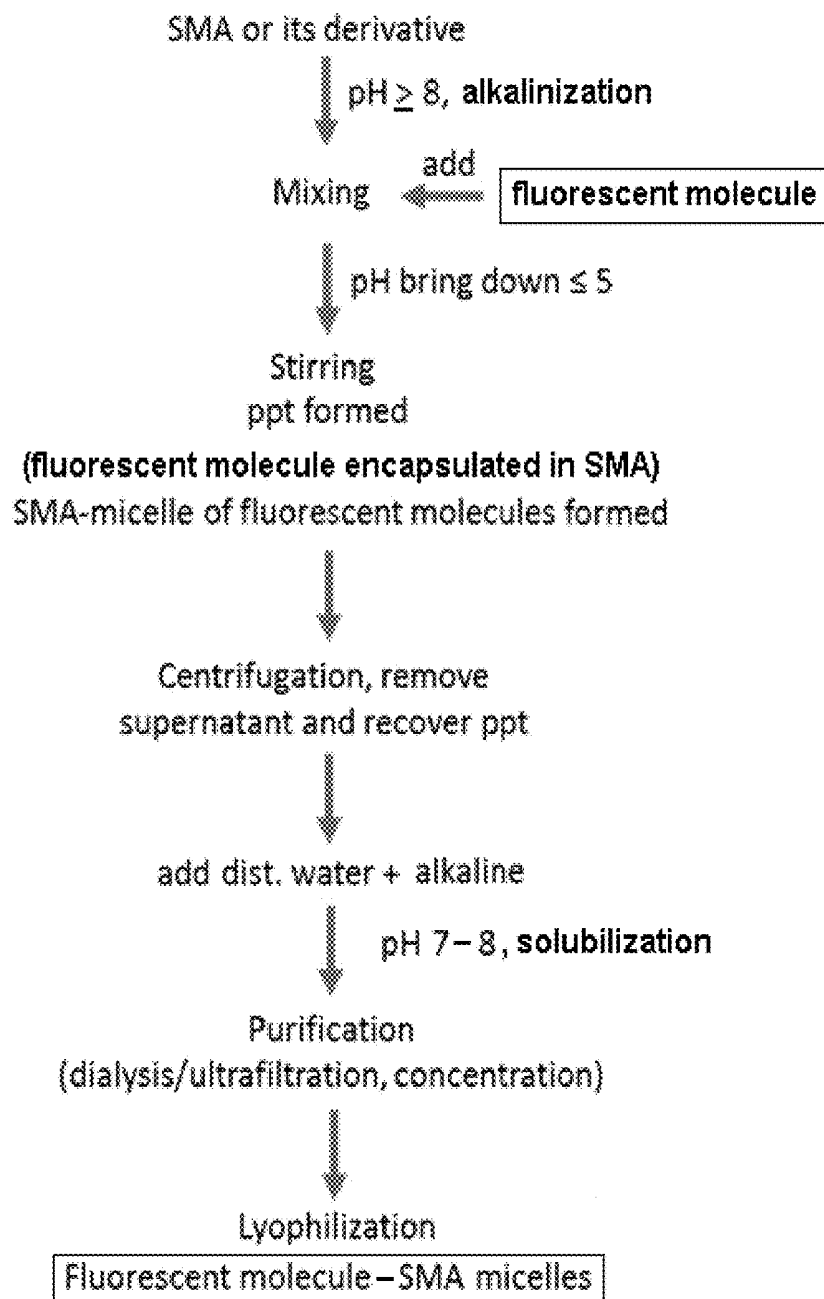 SMA or its derivative
pH ≥ 8, alkalinization
add
Mixing
fluorescent molecule
pH bring down ≤ 5
Stirring
ppt formed
(fluorescent molecule encapsulated in SMA)
SMA-micelle of fluorescent molecules formed
Centrifugation, remove
supernatant and recover ppt
add dist. water + alkaline
pH 7–8, solubilization
Purification
(dialysis/ultrafiltration, concentration)
Lyophilization
Fluorescent molecule–SMA micelles